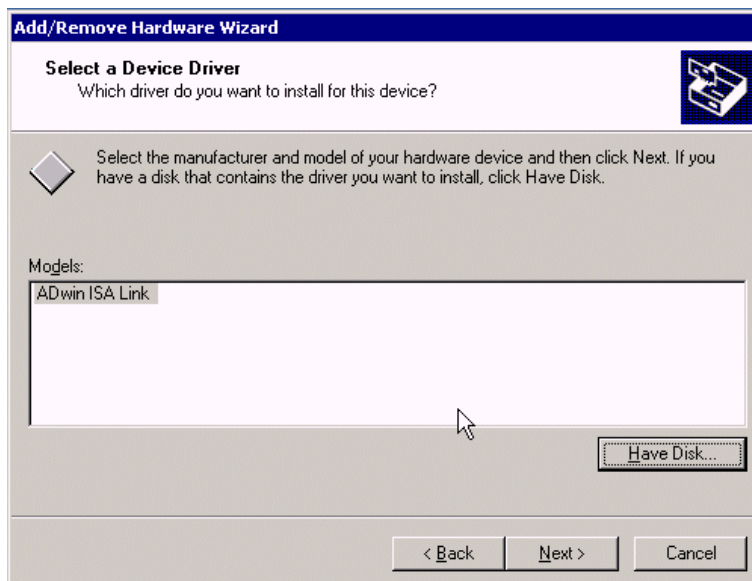 Add/Remove Hardware Wizard
Select a Device Driver
Which driver do you want to install for this device?
Select the manufacturer and model of your hardware device and then click Next. If you
have a disk that contains the driver you want to install, click Have Disk.
Models:
ADwin ISA Link
Have Disk...
< Back
Next >
Cancel